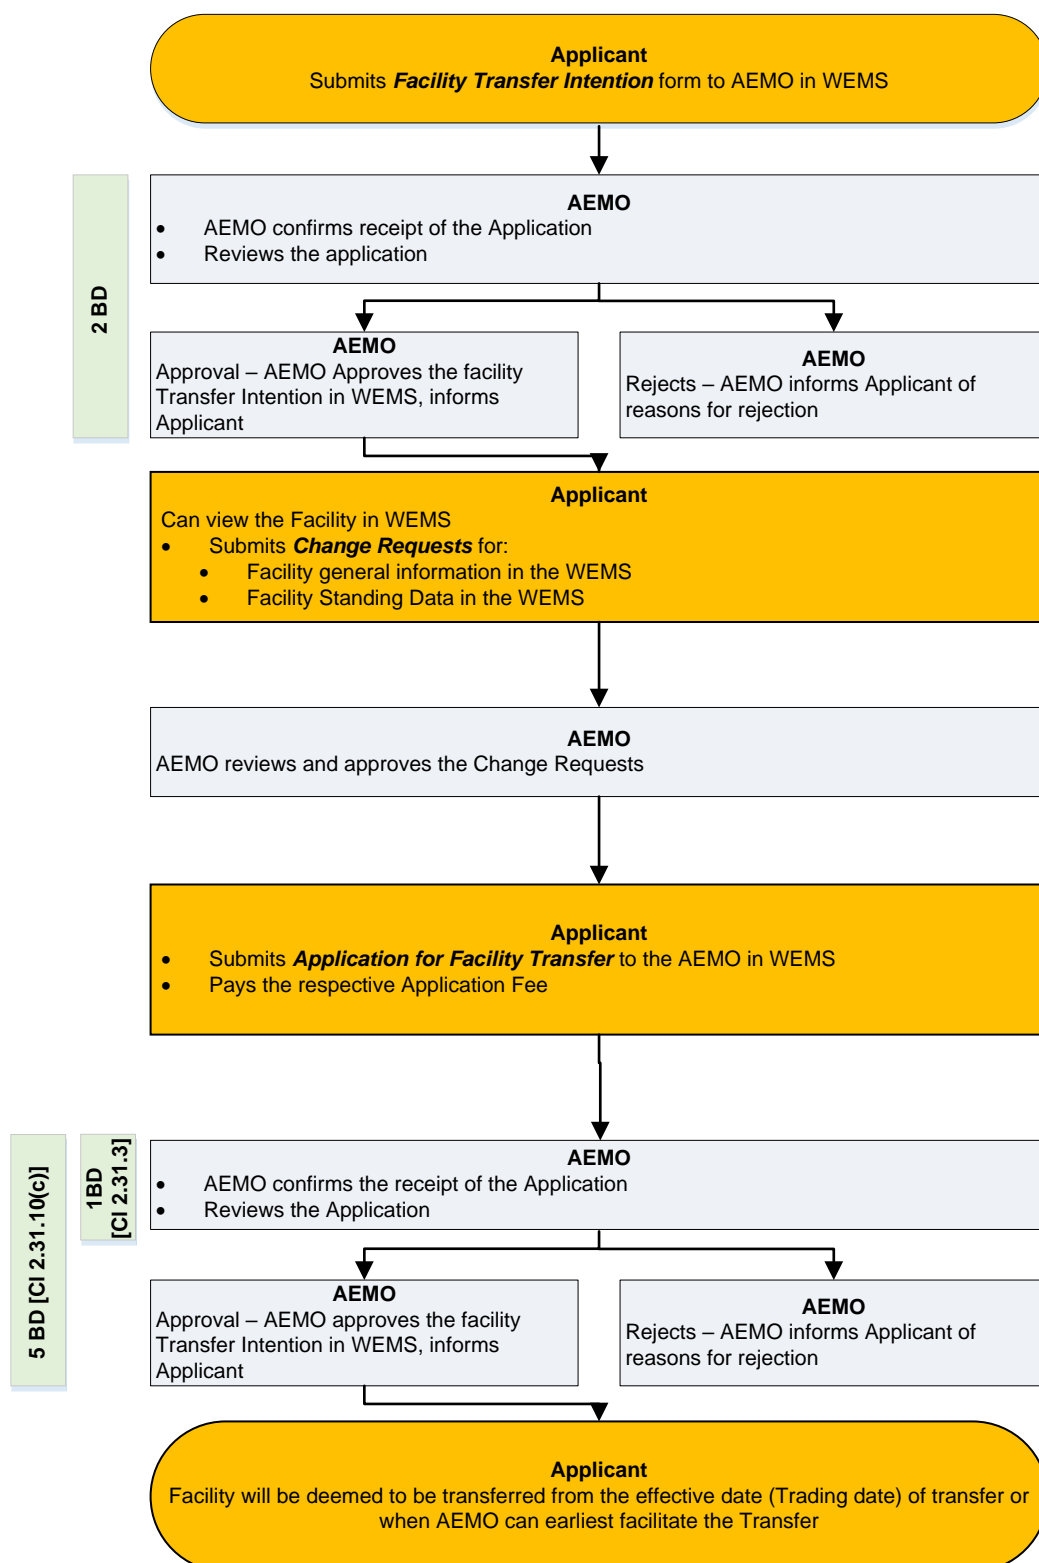 Applicant
Submits Facility Transfer Intention form to AEMO in WEMS
2 BD
AEMO
• AEMO confirms receipt of the Application
• Reviews the application
AEMO
Approval – AEMO Approves the facility
Transfer Intention in WEMS, informs
Applicant
AEMO
Rejects – AEMO informs Applicant of
reasons for rejection
Applicant
Can view the Facility in WEMS
• Submits Change Requests for:
• Facility general information in the WEMS
• Facility Standing Data in the WEMS
AEMO
AEMO reviews and approves the Change Requests
Applicant
• Submits Application for Facility Transfer to the AEMO in WEMS
• Pays the respective Application Fee
5 BD [Cl 2.31.10(c)]
1BD
[Cl 2.31.3]
AEMO
• AEMO confirms the receipt of the Application
• Reviews the Application
AEMO
Approval – AEMO approves the facility
Transfer Intention in WEMS, informs
Applicant
AEMO
Rejects – AEMO informs Applicant of
reasons for rejection
Applicant
Facility will be deemed to be transferred from the effective date (Trading date) of transfer or
when AEMO can earliest facilitate the Transfer